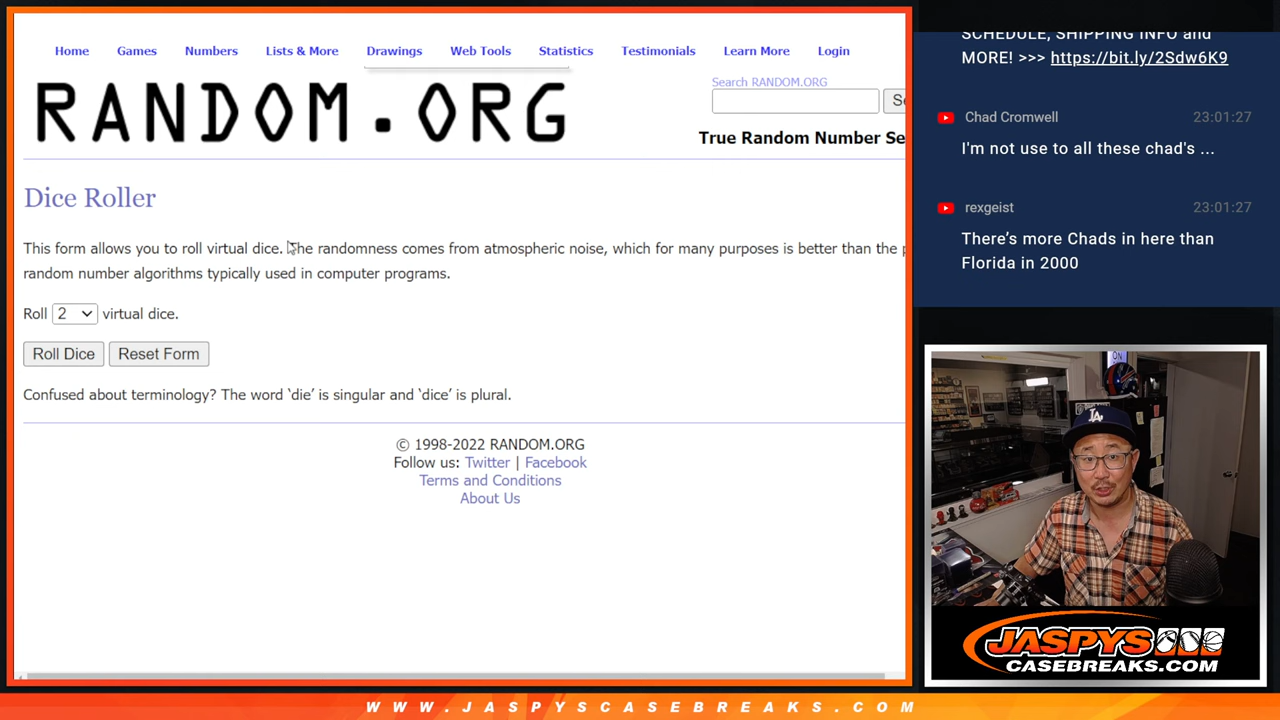 Home Games Numbers Lists & More Drawings Web Tools Statistics Testimonials Learn More Login
RANDOM.ORG
Search RANDOM.ORG
True Random Number Se
Dice Roller
This form allows you to roll virtual dice. The randomness comes from atmospheric noise, which for many purposes is better than the p
random number algorithms typically used in computer programs.
Roll 2 virtual dice.
Roll Dice Reset Form
Confused about terminology? The word ‘die’ is singular and ‘dice’ is plural.
© 1998-2022 RANDOM.ORG
Follow us: Twitter | Facebook
Terms and Conditions
About Us
SCHEDULE, SHIPPING INFO and
MORE! >>> https://bit.ly/2Sdw6K9
Chad Cromwell 23:01:27
I'm not use to all these chad's ...
rexgeist 23:01:27
There’s more Chads in here than
Florida in 2000
ON
LA
JASPYS
CASEBREAKS.COM
WWW.JASPYSCASEBREAKS.COM